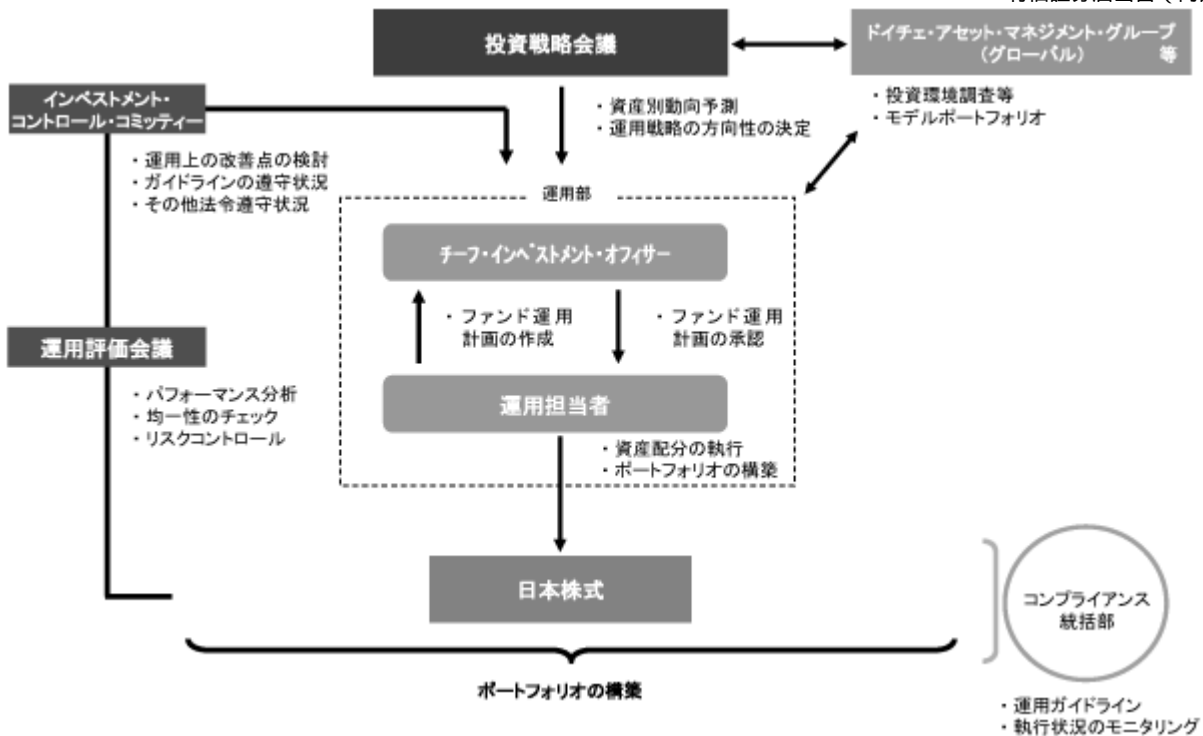 投資戦略会議
ドイチェ・アセット・マネジメント・グループ
(グローバル) 等
・投資環境調査等
・モデルポートフォリオ
インベストメント・
コントロール・コミッティー
・運用上の改善点の検討
・ガイドラインの遵守状況
・その他法令遵守状況
・資産別動向予測
・運用戦略の方向性の決定
運用部
チーフ・インベストメント・オフィサー
・ファンド運用
計画の作成
・ファンド運用
計画の承認
運用評価会議
・パフォーマンス分析
・均一性のチェック
・リスクコントロール
運用担当者
・資産配分の執行
・ポートフォリオの構築
日本株式
コンプライアンス
統括部
ポートフォリオの構築
・運用ガイドライン
・執行状況のモニタリング